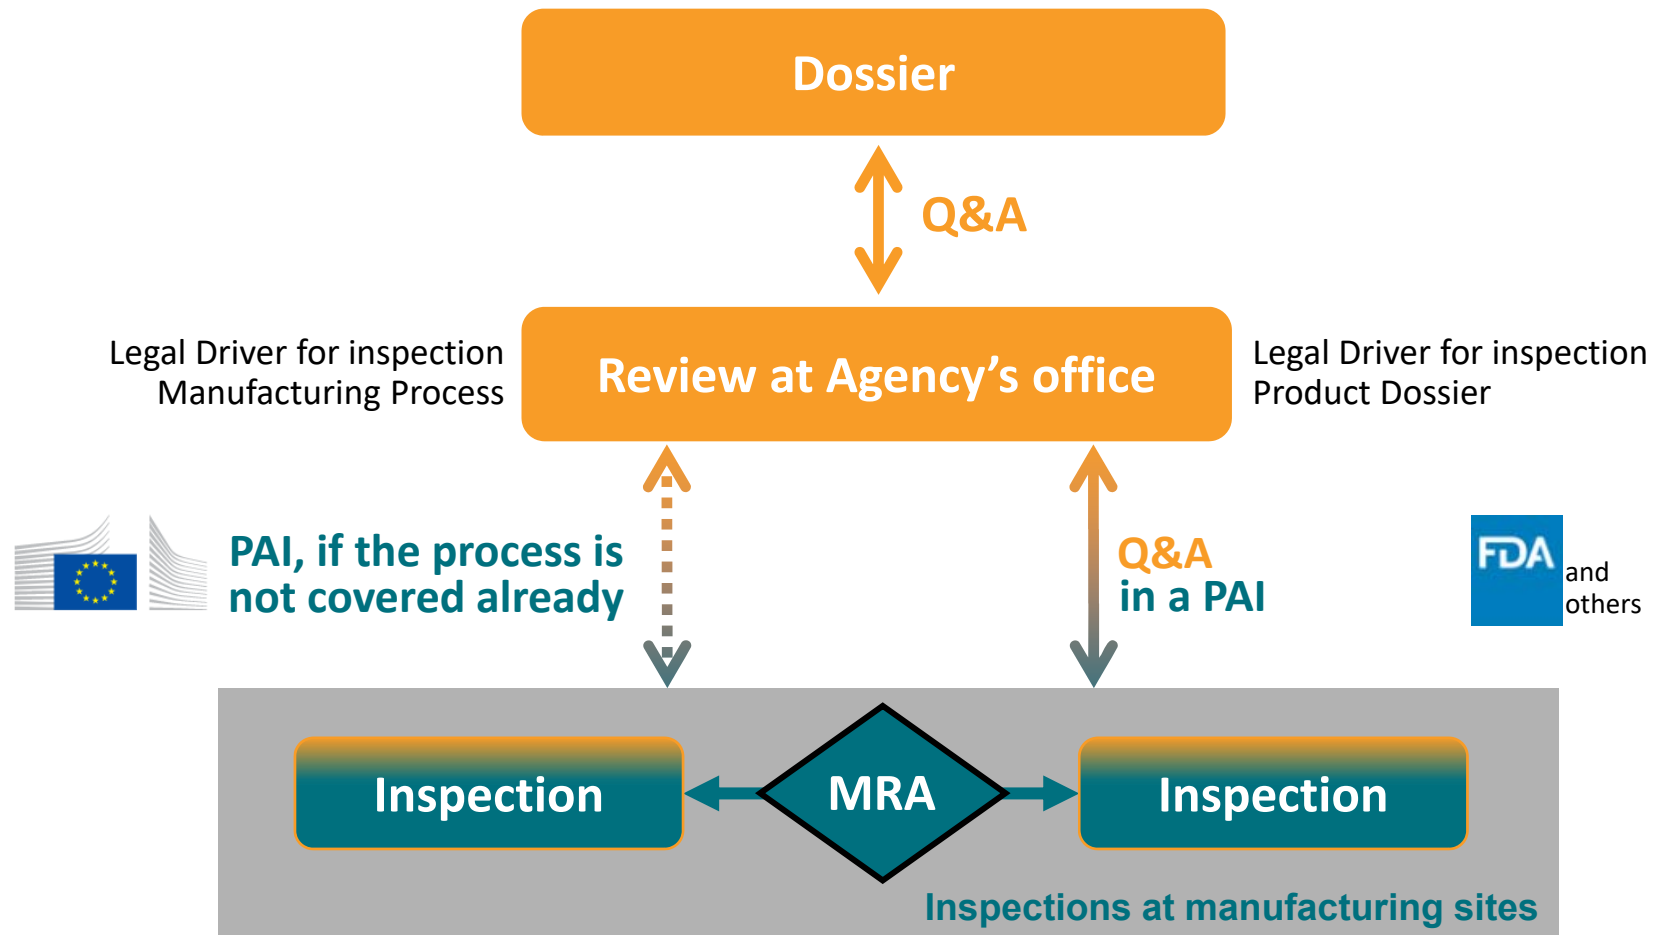 Dossier
Q&A
Legal Driver for inspection
Manufacturing Process
Review at Agency’s office
Legal Driver for inspection
Product Dossier
PAI, if the process is
not covered already
Q&A
in a PAI
FDA
and
others
Inspection
MRA
Inspection
Inspections at manufacturing sites